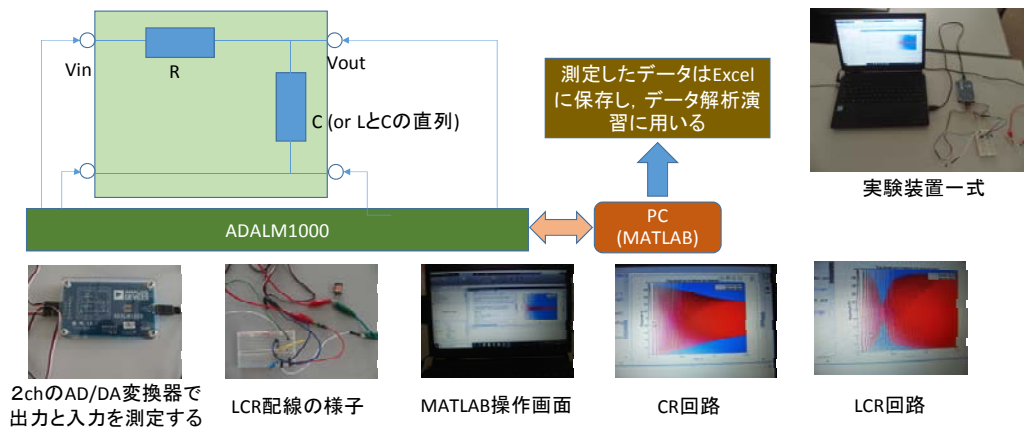 Vin
R
Vout
C (or LとCの直列)
測定したデータはExcel
に保存し, データ解析演
習に用いる
実験装置一式
ADALM1000
PC
(MATLAB)
２chのAD/DA変換器で
出力と入力を測定する
LCR配線の様子
MATLAB操作画面
CR回路
LCR回路